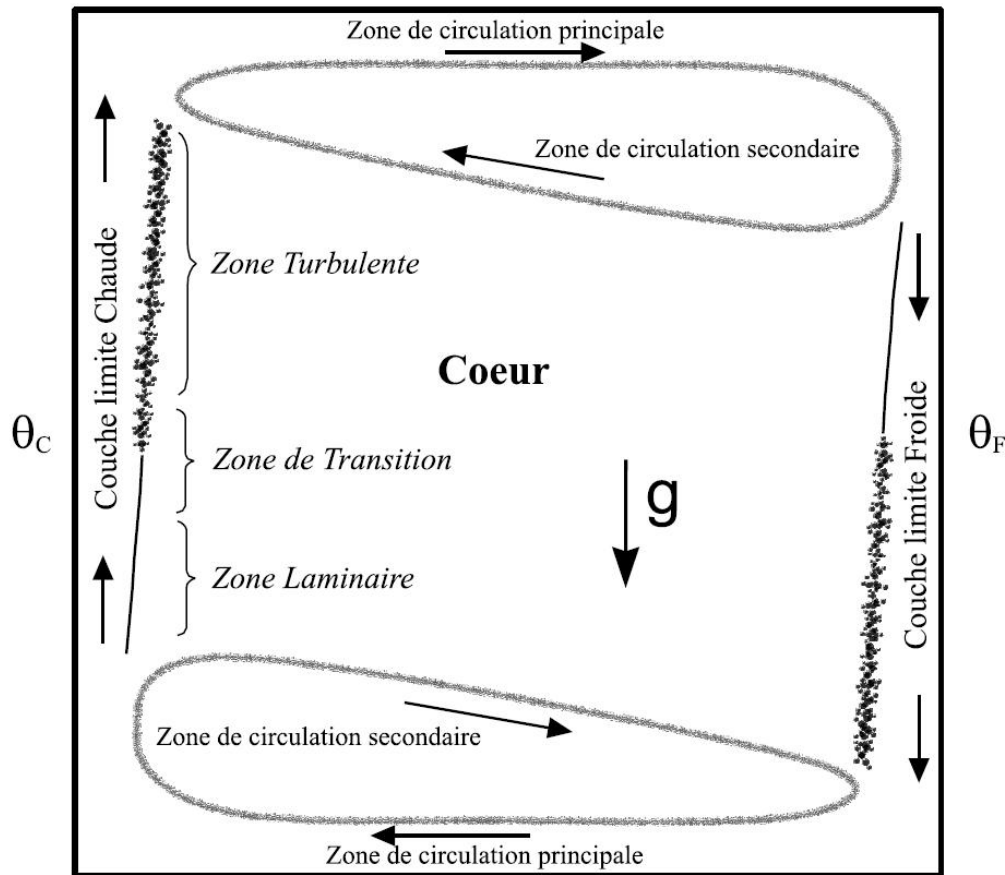 Zone de circulation principale
Zone de circulation secondaire
Couche limite Chaude
Zone Turbulente
Coeur
θC
Zone de Transition
g
Zone Laminaire
Couche limite Froide
θF
Zone de circulation secondaire
Zone de circulation principale